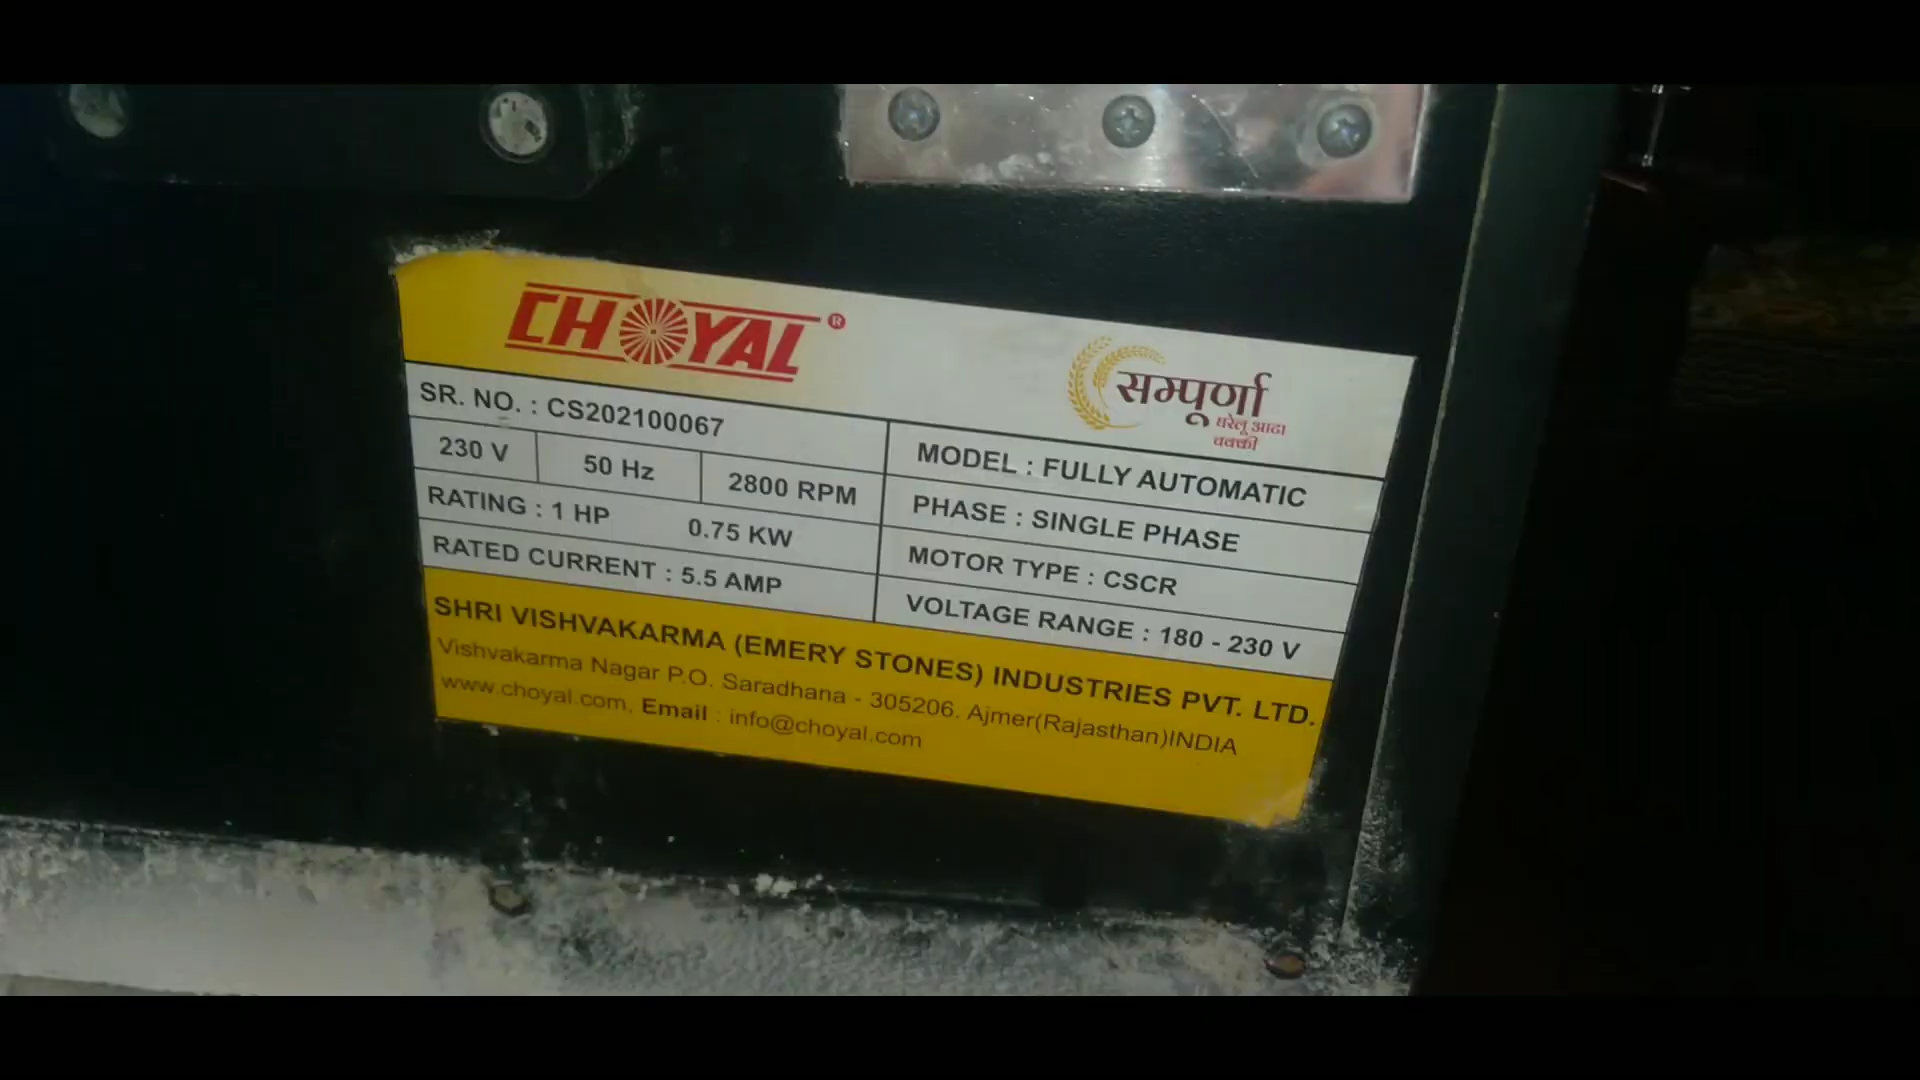 CHOYAL®
सम्पूर्णा
घरेलू आटा
चक्की
SR. NO. : CS202100067
230 V 50 Hz 2800 RPM
RATING : 1 HP 0.75 KW
RATED CURRENT : 5.5 AMP
MODEL : FULLY AUTOMATIC
PHASE : SINGLE PHASE
MOTOR TYPE : CSCR
VOLTAGE RANGE : 180 - 230 V
SHRI VISHVAKARMA (EMERY STONES) INDUSTRIES PVT. LTD.
Vishvakarma Nagar P.O. Saradhana - 305206. Ajmer(Rajasthan)INDIA
www.choyal.com, Email : info@choyal.com